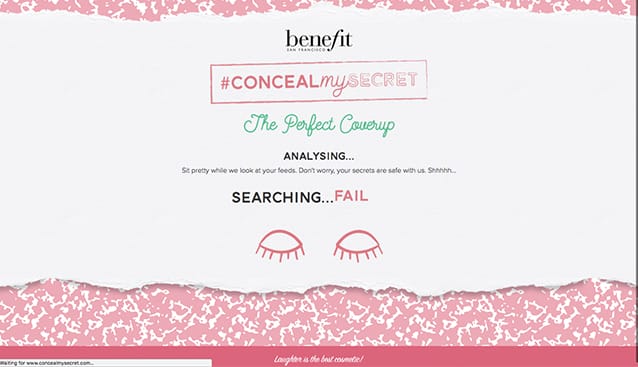 benefit
SAN FRANCISCO
#CONCEALmySECRET
The Perfect Coverup
ANALYSING...
Sit pretty while we look at your feeds. Don't worry, your secrets are safe with us. Shhhhh...
SEARCHING...FAIL
Laughter is the best cosmetic!
Waiting for www.concealmysecret.com...